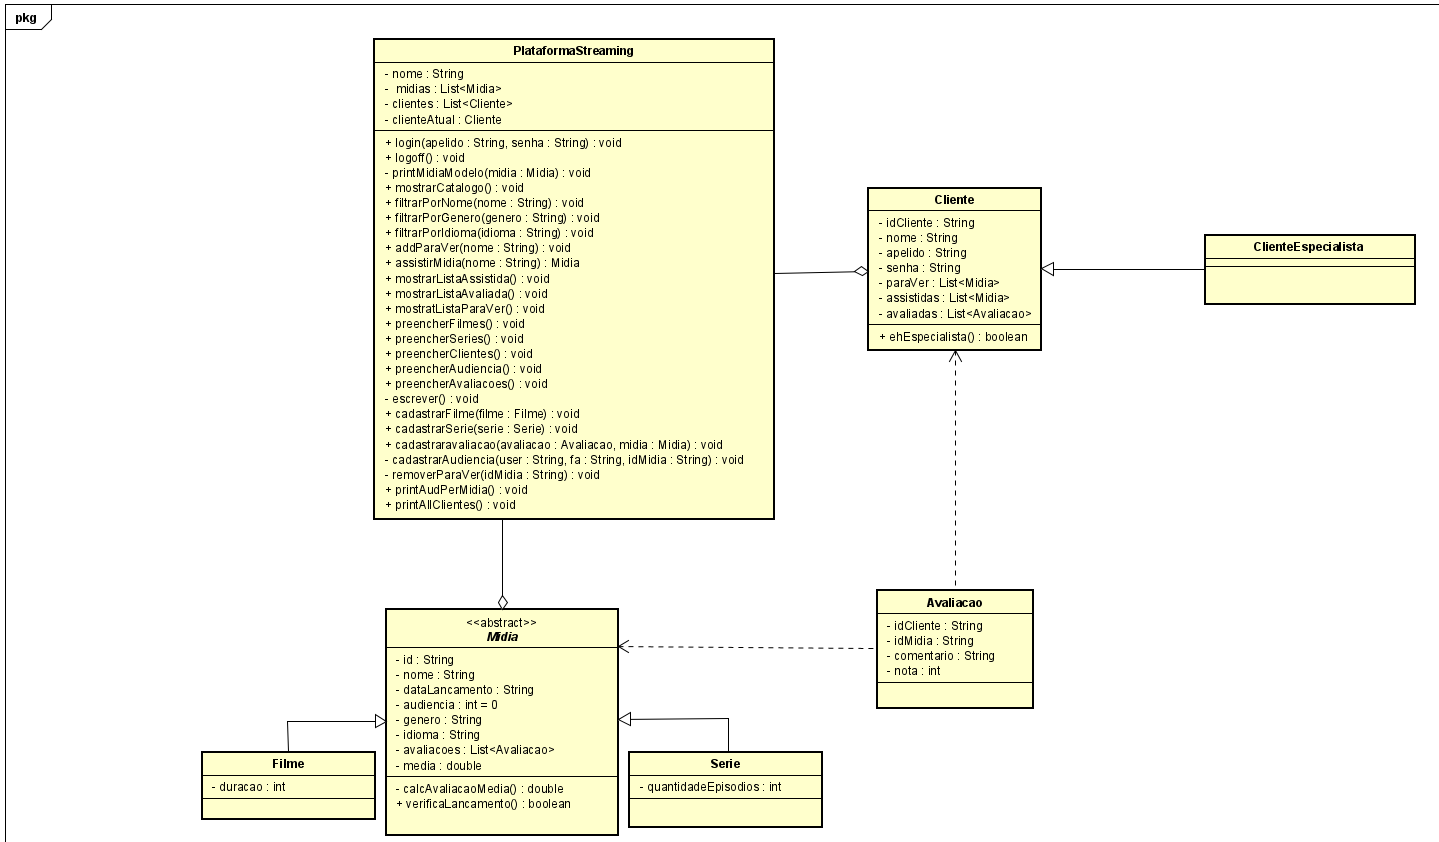 pkg
PlataformaStreaming
- nome : String
- midias : List<Midia>
- clientes : List<Cliente>
- clienteAtual : Cliente
+ login(apelido : String, senha : String) : void
+ logoff() : void
- printMidiaModelo(midia : Midia) : void
+ mostrarCatalogo() : void
+ filtrarPorNome(nome : String) : void
+ filtrarPorGenero(genero : String) : void
+ filtrarPorIdioma(idioma : String) : void
+ addParaVer(nome : String) : void
+ assistirMidia(nome : String) : Midia
+ mostrarListaAssistida() : void
+ mostrarListaAvaliada() : void
+ mostratListaParaVer() : void
+ preencherFilmes() : void
+ preencherSeries() : void
+ preencherClientes() : void
+ preencherAudiencia() : void
+ preencherAvaliacoes() : void
- escrever() : void
+ cadastrarFilme(filme : Filme) : void
+ cadastrarSerie(serie : Serie) : void
+ cadastraravaliacao(avaliacao : Avaliacao, midia : Midia) : void
- cadastrarAudiencia(user : String, fa : String, idMidia : String) : void
- removerParaVer(idMidia : String) : void
+ printAudPerMidia() : void
+ printAllClientes() : void
Cliente
- idCliente : String
- nome : String
- apelido : String
- senha : String
- paraVer : List<Midia>
- assistidas : List<Midia>
- avaliadas : List<Avaliacao>
+ ehEspecialista() : boolean
ClienteEspecialista
<<abstract>>
Midia
- id : String
- nome : String
- dataLancamento : String
- audiencia : int = 0
- genero : String
- idioma : String
- avaliacoes : List<Avaliacao>
- media : double
- calcAvaliacaoMedia() : double
+ verificaLancamento() : boolean
Avaliacao
- idCliente : String
- idMidia : String
- comentario : String
- nota : int
Filme
- duracao : int
Serie
- quantidadeEpisodios : int